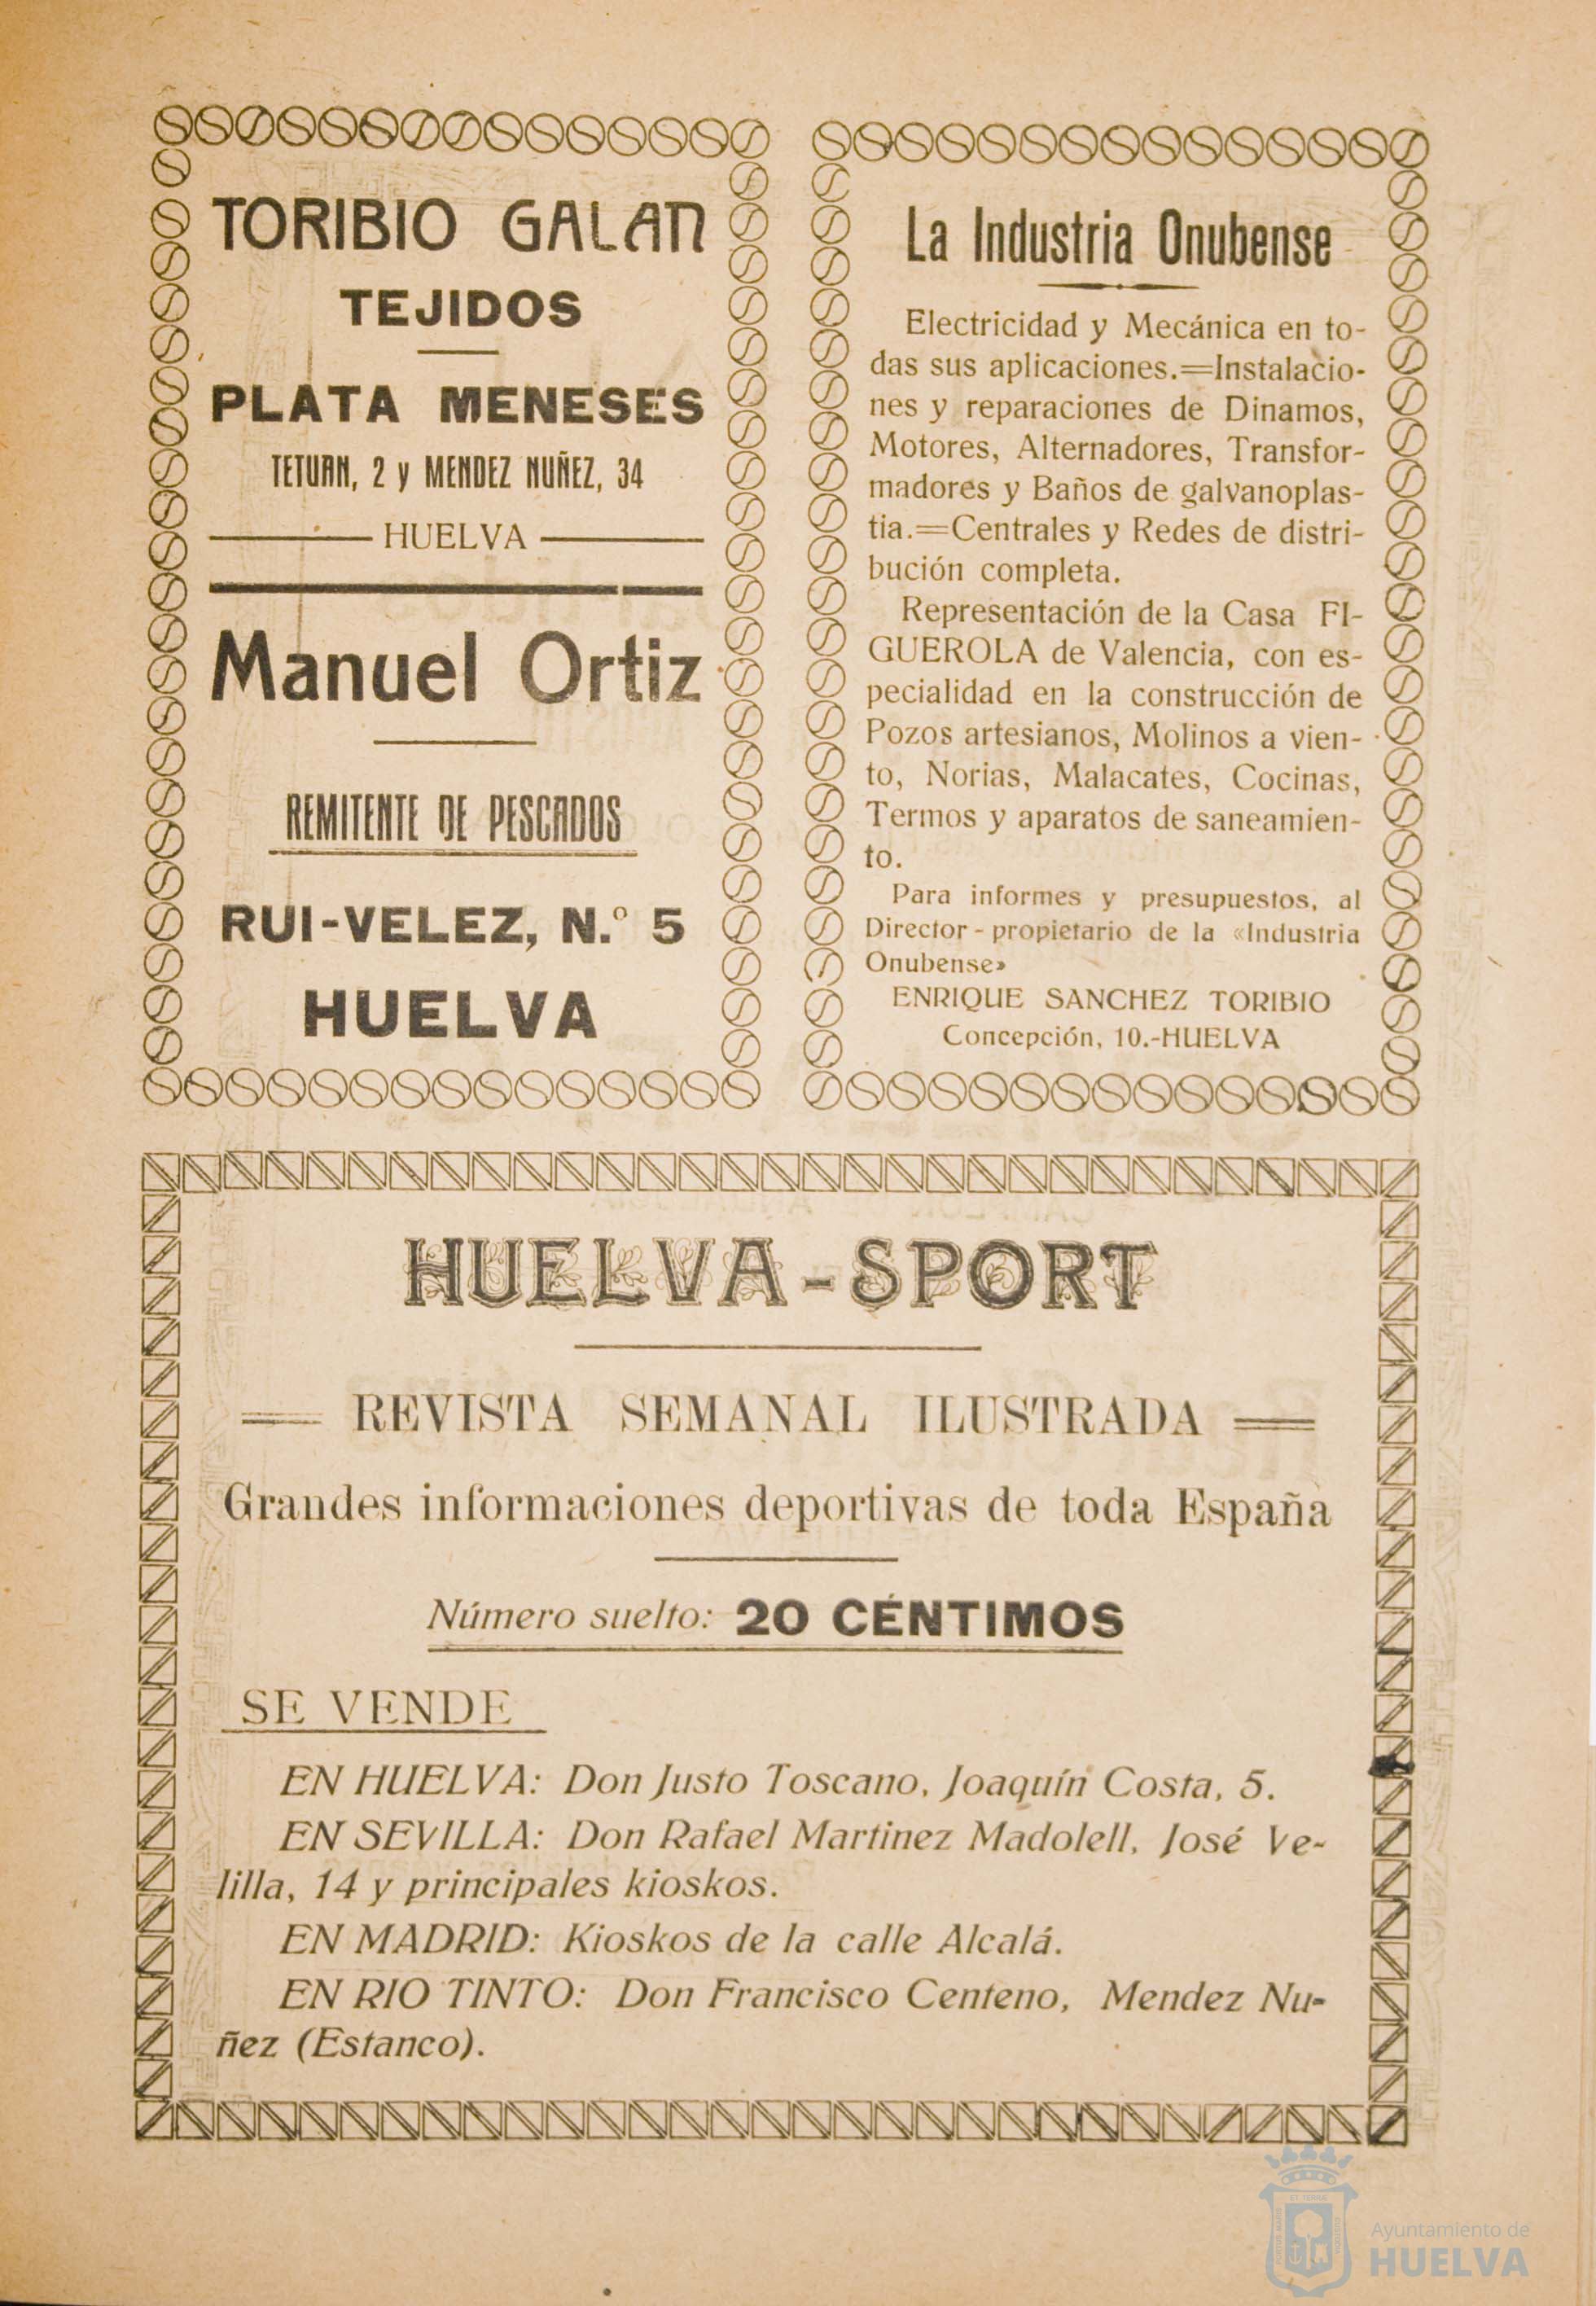 TORIBIO GALAN
TEJIDOS
PLATA MENESES
TETUAN, 2 y MENDEZ NUÑEZ, 34
HUELVA
Manuel Ortiz
REMITENTE DE PESCADOS
RUI-VELEZ, N.º 5
HUELVA
La Industria Onubense
Electricidad y Mecánica en to-
das sus aplicaciones.=Instalacio-
nes y reparaciones de Dinamos,
Motores, Alternadores, Transfor-
madores y Baños de galvanoplas-
tia.=Centrales y Redes de distri-
bución completa.
Representación de la Casa FI-
GUEROLA de Valencia, con es-
pecialidad en la construcción de
Pozos artesianos, Molinos a vien-
to, Norias, Malacates, Cocinas,
Termos y aparatos de saneamien-
to.
Para informes y presupuestos, al
Director-propietario de la «Industria
Onubense»
ENRIQUE SANCHEZ TORIBIO
Concepción, 10.-HUELVA
HUELVA-SPORT
REVISTA SEMANAL ILUSTRADA
Grandes informaciones deportivas de toda España
Número suelto: 20 CÉNTIMOS
SE VENDE
EN HUELVA: Don Justo Toscano, Joaquín Costa, 5.
EN SEVILLA: Don Rafael Martinez Madolell, José Ve-
lilla, 14 y principales kioskos.
EN MADRID: Kioskos de la calle Alcalá.
EN RIO TINTO: Don Francisco Centeno, Mendez Nu-
ñez (Estanco).
Ayuntamiento de
HUELVA